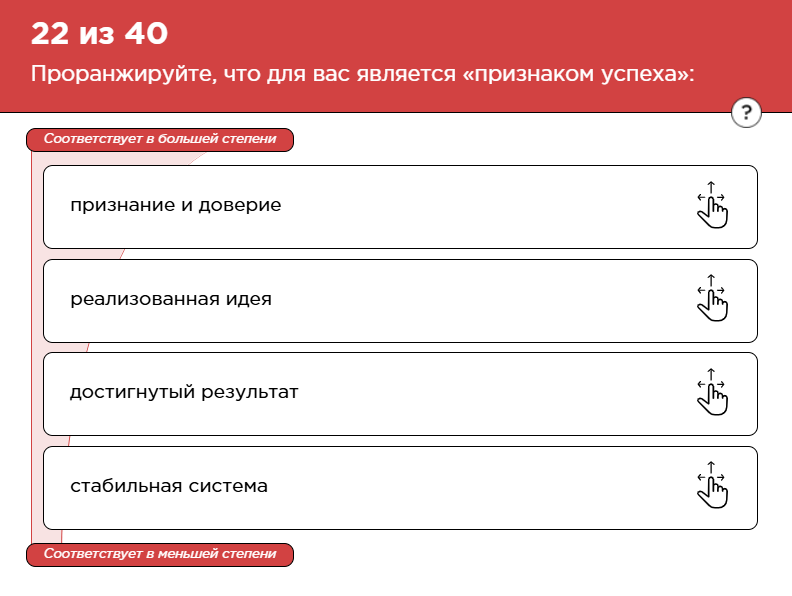 22 из 40
Проранжируйте, что для вас является «признаком успеха»:
?
Соответствует в большей степени
признание и доверие
реализованная идея
достигнутый результат
стабильная система
Соответствует в меньшей степени